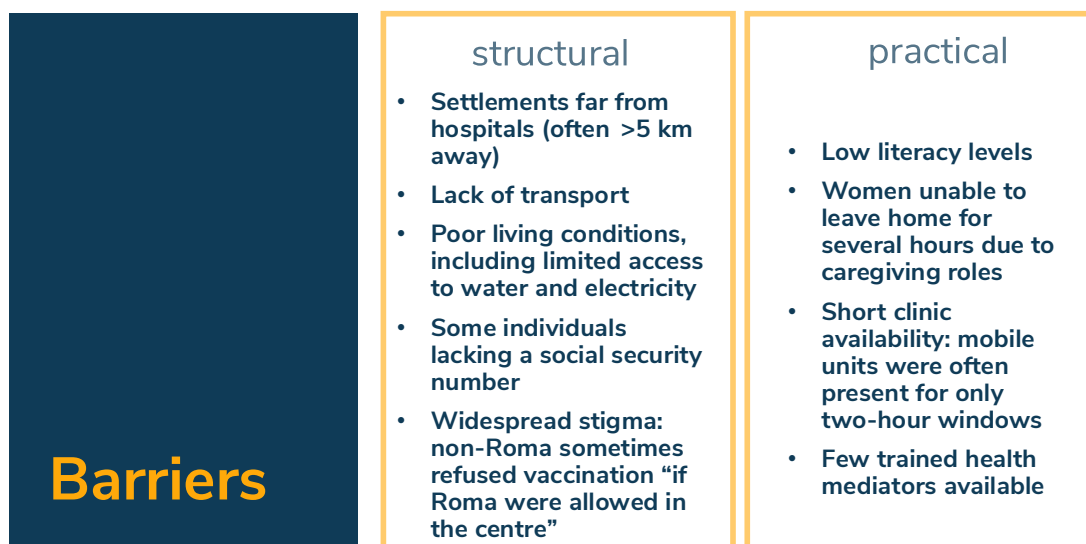 Barriers
structural
• Settlements far from
hospitals (often >5 km
away)
• Lack of transport
• Poor living conditions,
including limited access
to water and electricity
• Some individuals
lacking a social security
number
• Widespread stigma:
non-Roma sometimes
refused vaccination “if
Roma were allowed in
the centre”
practical
• Low literacy levels
• Women unable to
leave home for
several hours due to
caregiving roles
• Short clinic
availability: mobile
units were often
present for only
two-hour windows
• Few trained health
mediators available